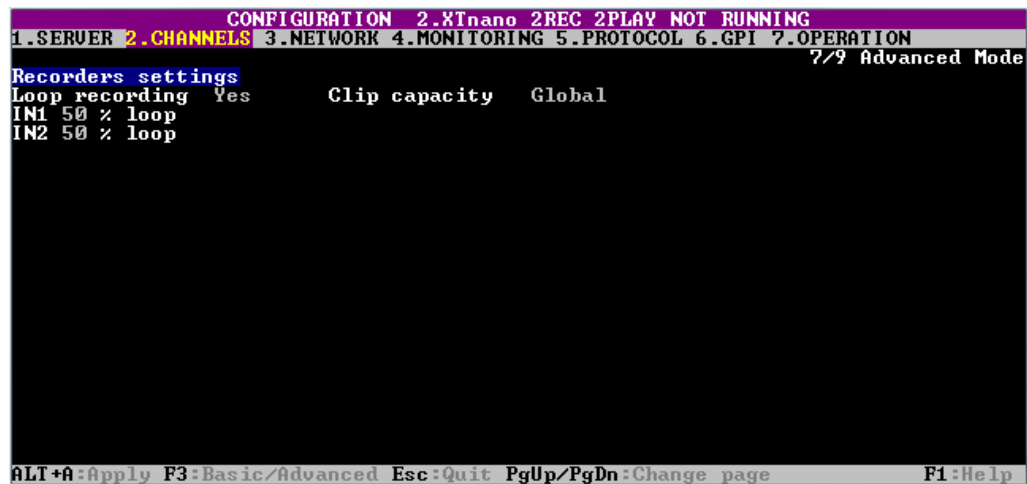 CONFIGURATION 2.XTnano 2REC 2PLAY NOT RUNNING
1.SERVER 2.CHANNELS 3.NETWORK 4.MONITORING 5.PROTOCOL 6.GPI 7.OPERATION
7/9 Advanced Mode
Recorders settings
Loop recording Yes Clip capacity Global
IN1 50 % loop
IN2 50 % loop
ALT+A:Apply F3:Basic/Advanced Esc:Quit PgUp/PgDn:Change page F1:Help